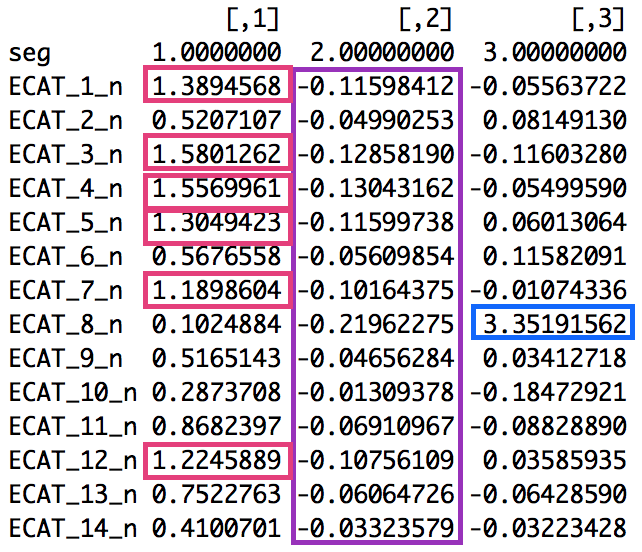 [,1] [,2] [,3]
seg 1.0000000 2.00000000 3.00000000
ECAT_1_n 1.3894568 -0.11598412 -0.05563722
ECAT_2_n 0.5207107 -0.04990253 0.08149130
ECAT_3_n 1.5801262 -0.12858190 -0.11603280
ECAT_4_n 1.5569961 -0.13043162 -0.05499590
ECAT_5_n 1.3049423 -0.11599738 0.06013064
ECAT_6_n 0.5676558 -0.05609854 0.11582091
ECAT_7_n 1.1898604 -0.10164375 -0.01074336
ECAT_8_n 0.1024884 -0.21962275 3.35191562
ECAT_9_n 0.5165143 -0.04656284 0.03412718
ECAT_10_n 0.2873708 -0.01309378 -0.18472921
ECAT_11_n 0.8682397 -0.06910967 -0.08828890
ECAT_12_n 1.2245889 -0.10756109 0.03585935
ECAT_13_n 0.7522763 -0.06064726 -0.06428590
ECAT_14_n 0.4100701 -0.03323579 -0.03223428